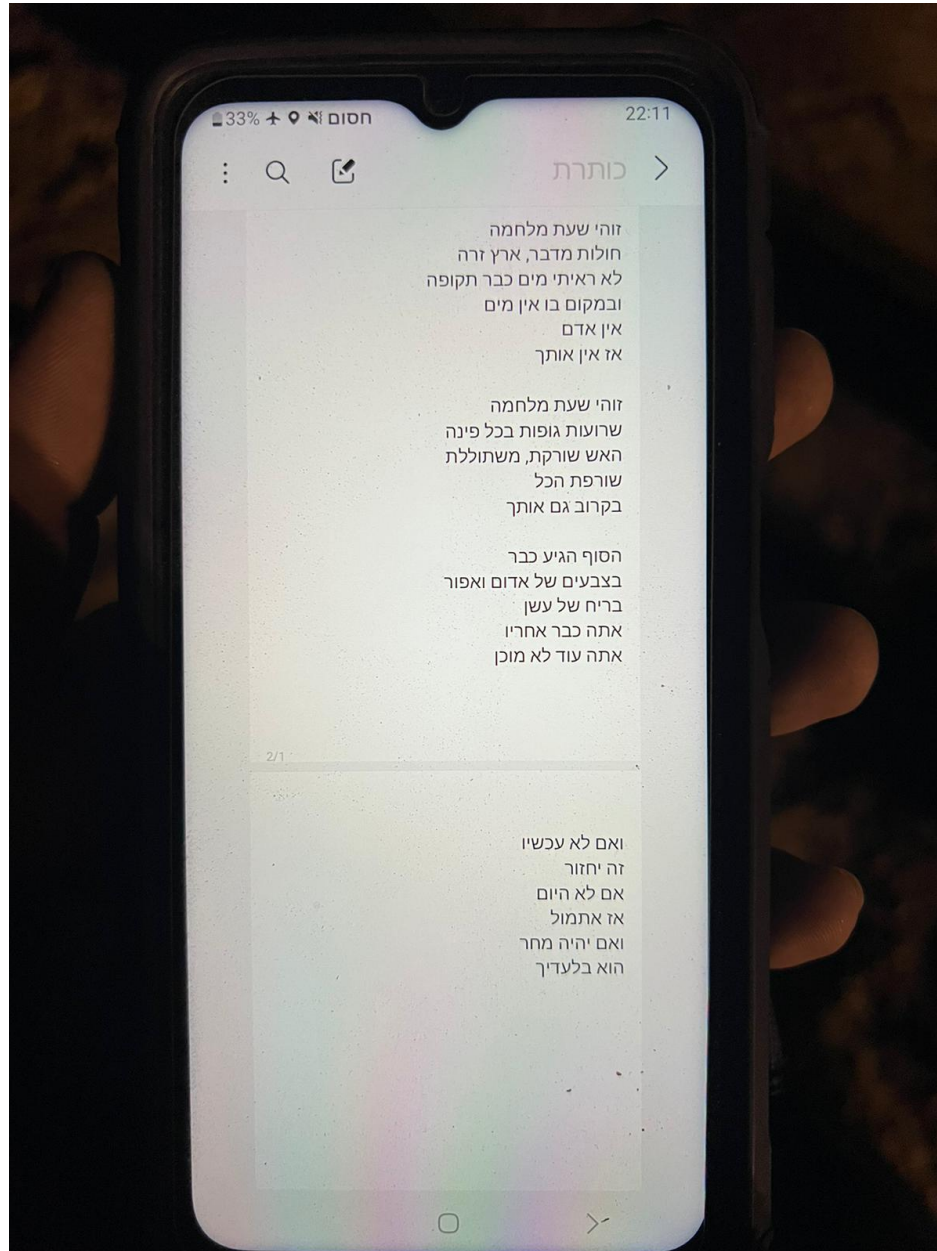 22:11
חסום 33%
כותרת
זוהי שעת מלחמה
חולות מדבר, ארץ זרה
לא ראיתי מים כבר תקופה
ובמקום בו אין מים
אין אדם
אז אין אותך
זוהי שעת מלחמה
שרועות גופות בכל פינה
האש שורקת, משתוללת
שורפת הכל
בקרוב גם אותך
הסוף הגיע כבר
בצבעים של אדום ואפור
בריח של עשן
אתה כבר אחריו
אתה עוד לא מוכן
2/1
ואם לא עכשיו
זה יחזור
אם לא היום
אז אתמול
ואם יהיה מחר
הוא בלעדיך